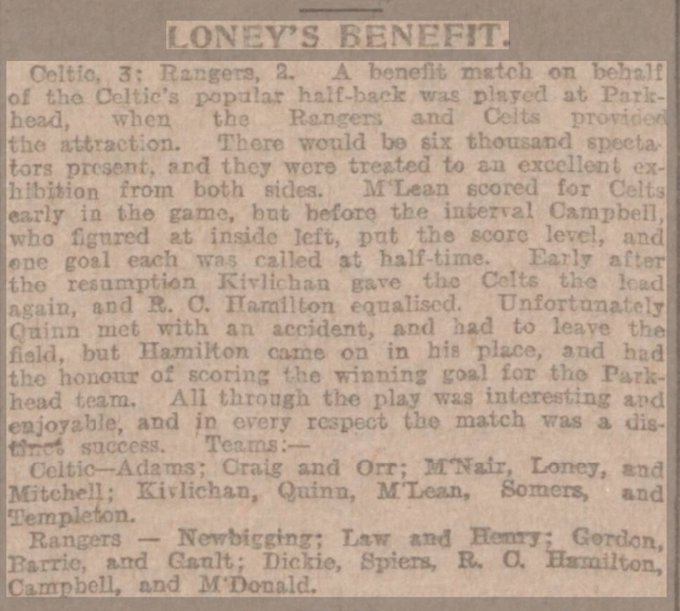 LONEY'S BENEFIT.
Celtic, 3; Rangers, 2. A benefit match on behalf
of the Celtic's popular half-back was played at Park-
head, when the Rangers and Celts provided
the attraction. There would be six thousand specta-
tors present, and they were treated to an excellent ex-
hibition from both sides. M'Lean scored for Celts
early in the game, but before the interval Campbell,
who figured at inside left, put the score level, and
one goal each was called at half-time. Early after
the resumption Kivlichan gave the Celts the lead
again, and R. C. Hamilton equalised. Unfortunately
Quinn met with an accident, and had to leave the
field, but Hamilton came on in his place, and had
the honour of scoring the winning goal for the Park-
head team. All through the play was interesting and
enjoyable, and in every respect the match was a dis-
tinct success. Teams:—
Celtic—Adams; Craig and Orr; M'Nair, Loney, and
Mitchell; Kivlichan, Quinn, M'Lean, Somers, and
Templeton.
Rangers — Newbigging; Law and Henry; Gordon,
Barrie, and Gault; Dickie, Spiers, R. C. Hamilton,
Campbell, and M'Donald.